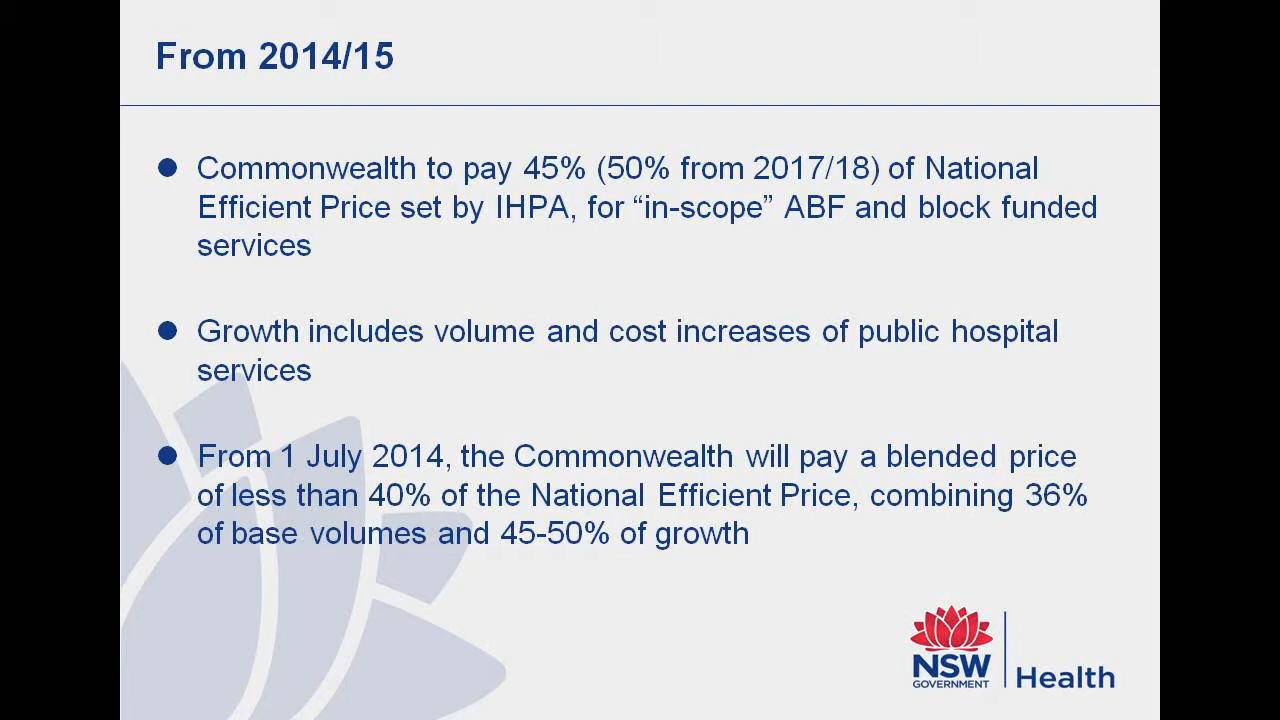 From 2014/15
Commonwealth to pay 45% (50% from 2017/18) of National
Efficient Price set by IHPA, for “in-scope” ABF and block funded
services
Growth includes volume and cost increases of public hospital
services
From 1 July 2014, the Commonwealth will pay a blended price
of less than 40% of the National Efficient Price, combining 36%
of base volumes and 45-50% of growth
NSW
GOVERNMENT
Health